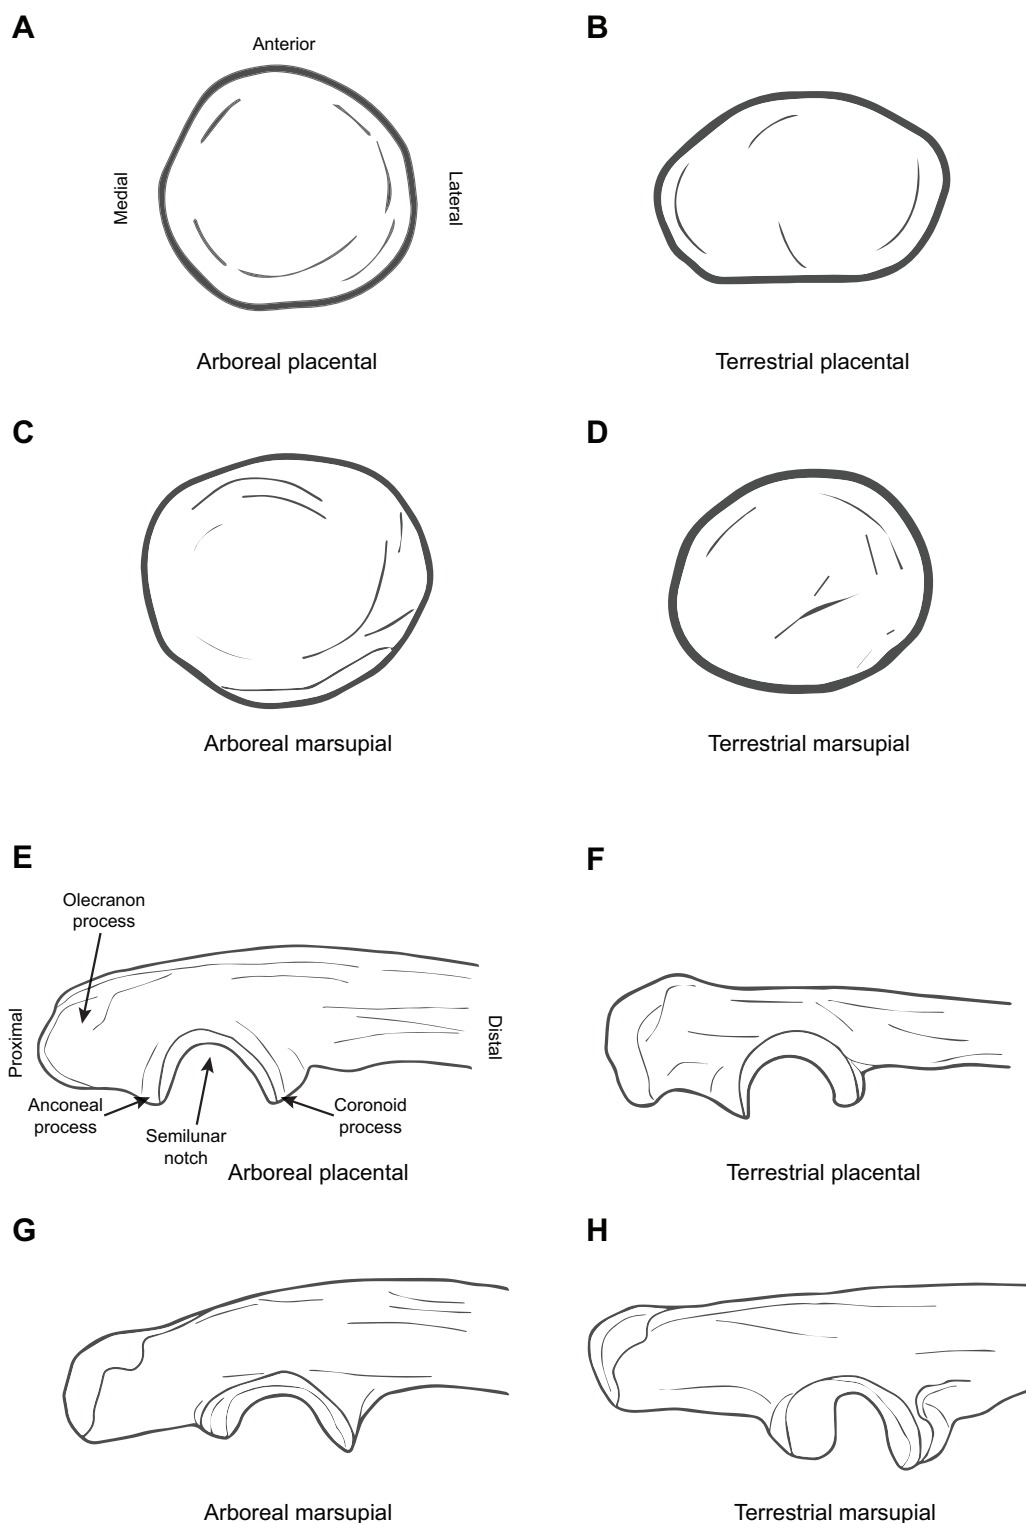 A
B
Anterior
Medial
Lateral
Arboreal placental
Terrestrial placental
C
D
Arboreal marsupial
Terrestrial marsupial
E
F
Olecranon
process
Proximal
Distal
Anconeal
process
Semilunar
notch
Coronoid
process
Arboreal placental
Terrestrial placental
G
H
Arboreal marsupial
Terrestrial marsupial